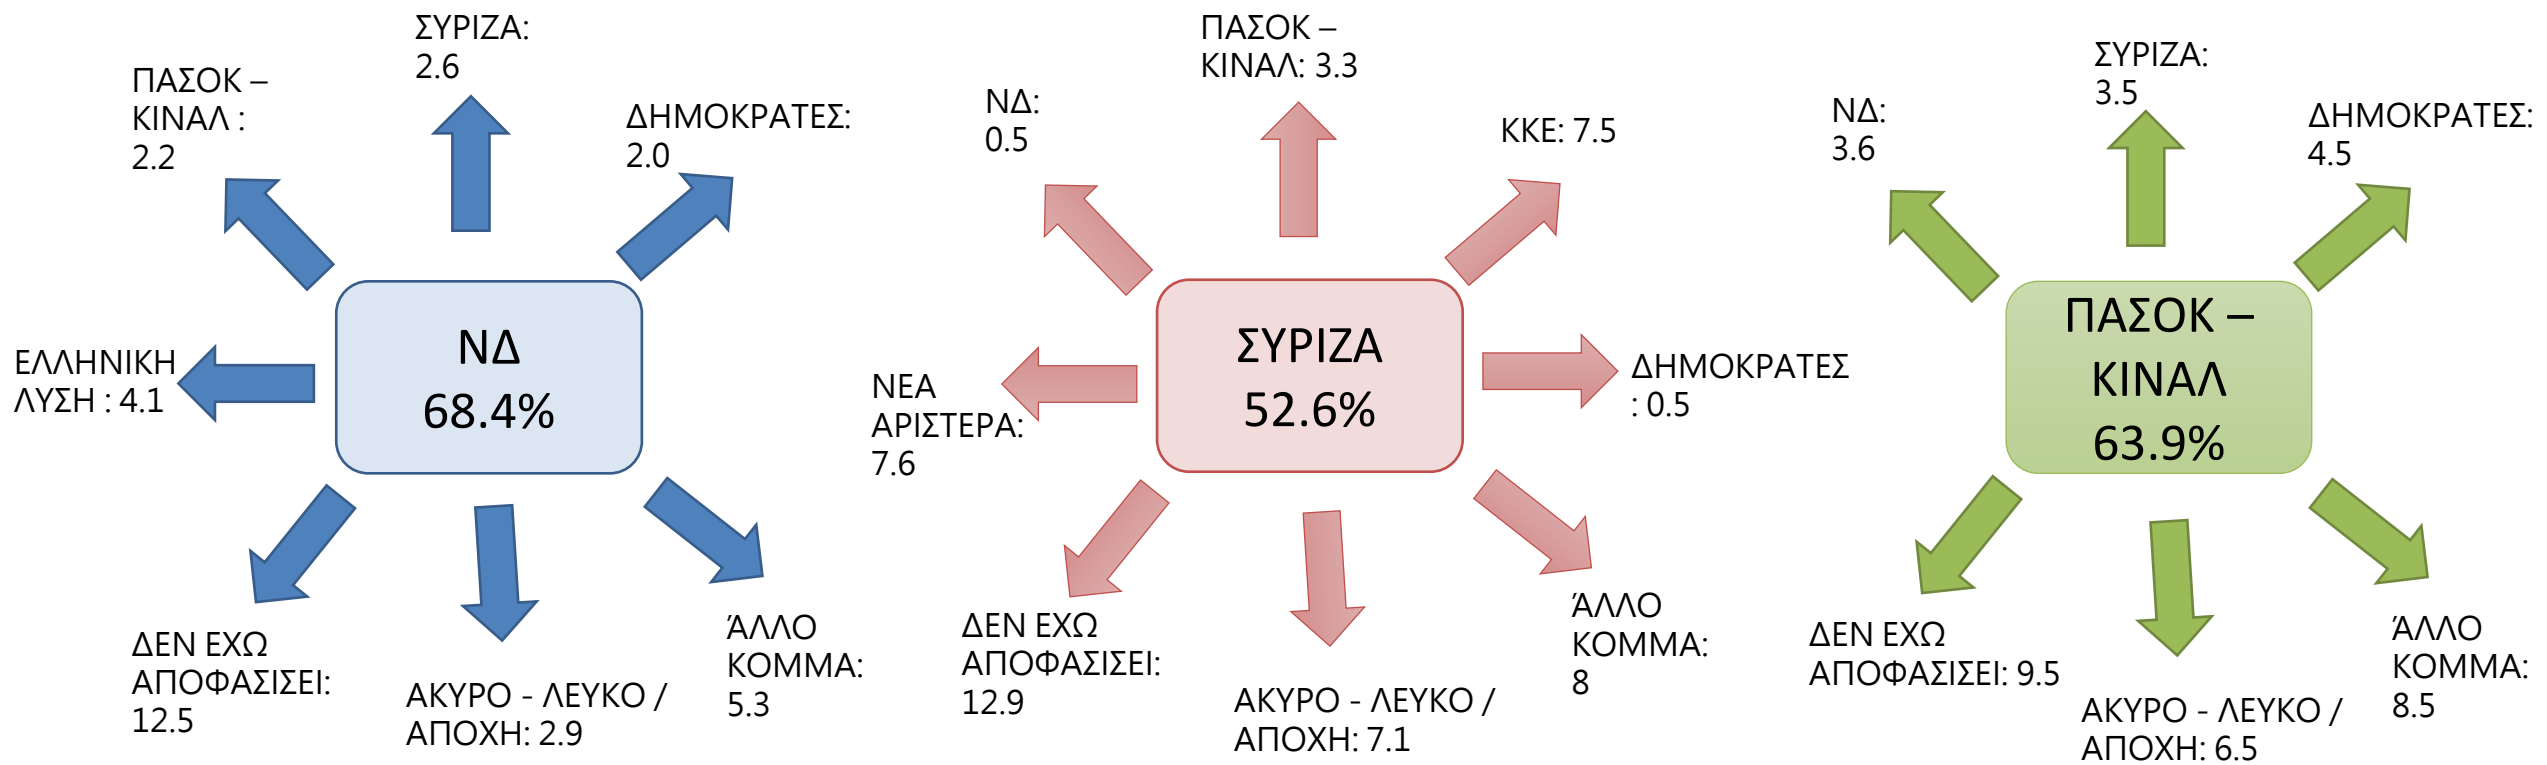 ΣΥΡΙΖΑ:
2.6
ΠΑΣΟΚ –
ΚΙΝΑΛ :
2.2
ΔΗΜΟΚΡΑΤΕΣ:
2.0
ΕΛΛΗΝΙΚΗ
ΛΥΣΗ : 4.1
ΝΔ
68.4%
ΔΕΝ ΕΧΩ
ΑΠΟΦΑΣΙΣΕΙ:
12.5
ΑΚΥΡΟ - ΛΕΥΚΟ /
ΑΠΟΧΗ: 2.9
ΆΛΛΟ
ΚΟΜΜΑ:
5.3
ΠΑΣΟΚ –
ΚΙΝΑΛ: 3.3
ΝΔ:
0.5
ΚΚΕ: 7.5
ΝΕΑ
ΑΡΙΣΤΕΡΑ:
7.6
ΣΥΡΙΖΑ
52.6%
ΔΗΜΟΚΡΑΤΕΣ
: 0.5
ΔΕΝ ΕΧΩ
ΑΠΟΦΑΣΙΣΕΙ:
12.9
ΑΚΥΡΟ - ΛΕΥΚΟ /
ΑΠΟΧΗ: 7.1
ΆΛΛΟ
ΚΟΜΜΑ:
8
ΣΥΡΙΖΑ:
3.5
ΝΔ:
3.6
ΔΗΜΟΚΡΑΤΕΣ:
4.5
ΠΑΣΟΚ –
ΚΙΝΑΛ
63.9%
ΔΕΝ ΕΧΩ
ΑΠΟΦΑΣΙΣΕΙ: 9.5
ΑΚΥΡΟ - ΛΕΥΚΟ /
ΑΠΟΧΗ: 6.5
ΆΛΛΟ
ΚΟΜΜΑ:
8.5